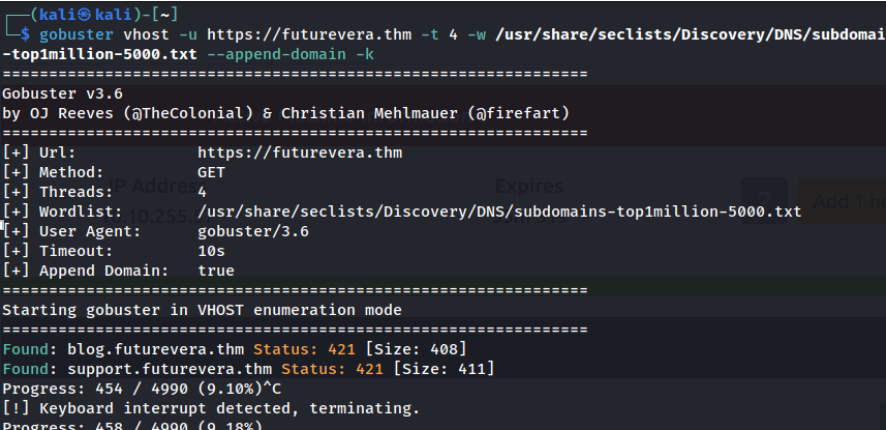 (kali㉿kali)-[~]
$ gobuster vhost -u https://futurevera.thm -t 4 -w /usr/share/seclists/Discovery/DNS/subdomai
-top1million-5000.txt --append-domain -k
===============================================================
Gobuster v3.6
by OJ Reeves (@TheColonial) & Christian Mehlmauer (@firefart)
===============================================================
[+] Url: https://futurevera.thm
[+] Method: GET
[+] Threads: 4
[+] Wordlist: /usr/share/seclists/Discovery/DNS/subdomains-top1million-5000.txt
[+] User Agent: gobuster/3.6
[+] Timeout: 10s
[+] Append Domain: true
===============================================================
Starting gobuster in VHOST enumeration mode
===============================================================
Found: blog.futurevera.thm Status: 421 [Size: 408]
Found: support.futurevera.thm Status: 421 [Size: 411]
Progress: 454 / 4990 (9.10%)^C
[!] Keyboard interrupt detected, terminating.
Progress: 458 / 4990 (9.18%)
Expires
Add 1 h